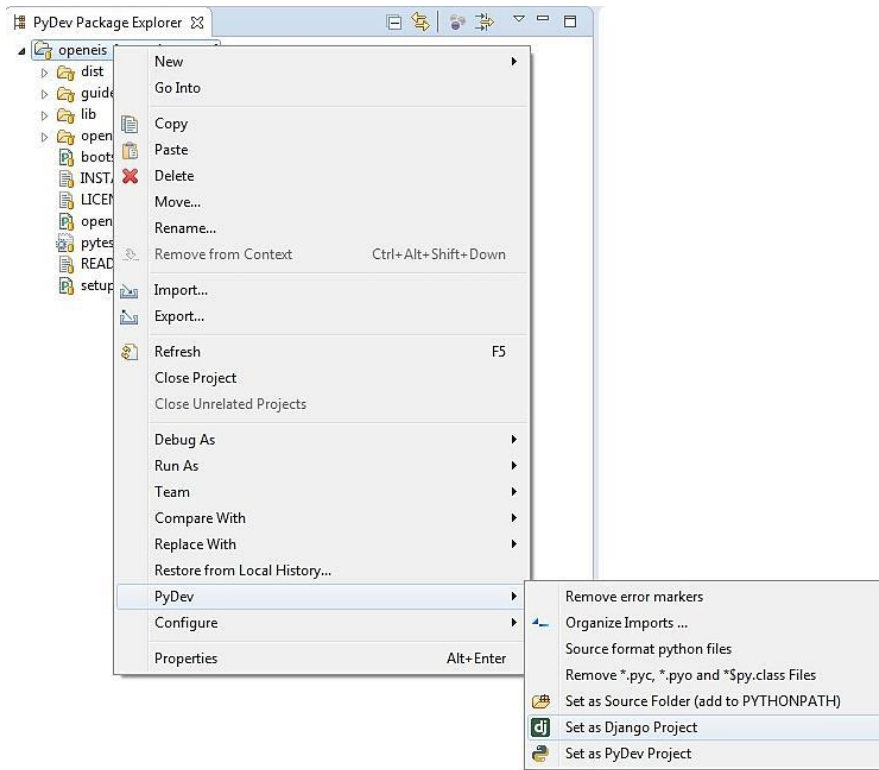 PyDev Package Explorer
openeis
dist
guide
lib
open
boots
INST
LICEN
open
pytes
READ
setup
New
Go Into
Copy
Paste
Delete
Move...
Rename...
Remove from Context Ctrl+Alt+Shift+Down
Import...
Export...
Refresh F5
Close Project
Close Unrelated Projects
Debug As
Run As
Team
Compare With
Replace With
Restore from Local History...
PyDev
Configure
Properties Alt+Enter
Remove error markers
Organize Imports ...
Source format python files
Remove *.pyc, *.pyo and *$py.class Files
Set as Source Folder (add to PYTHONPATH)
dj Set as Django Project
Set as PyDev Project